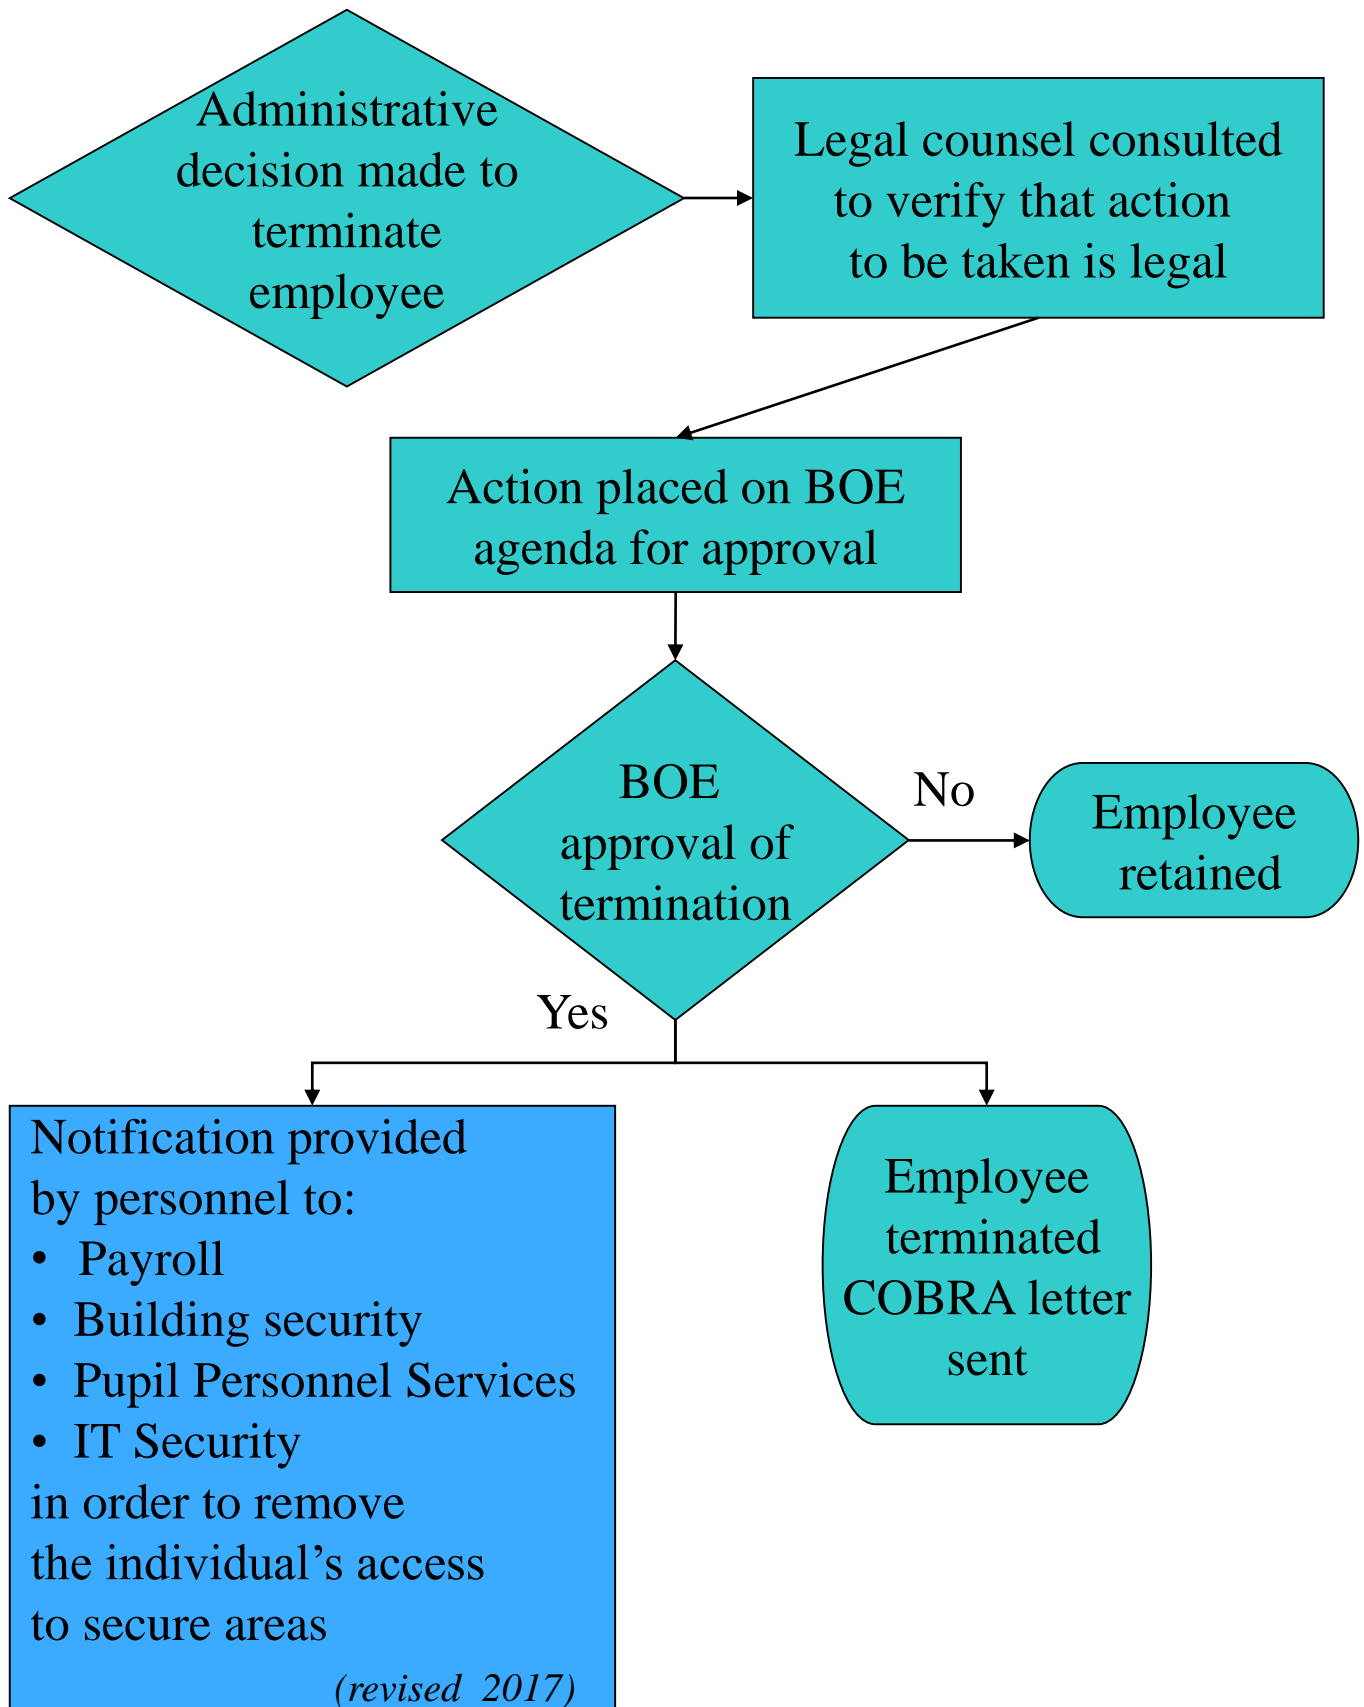 Administrative
decision made to
terminate
employee
Legal counsel consulted
to verify that action
to be taken is legal
Action placed on BOE
agenda for approval
BOE
approval of
termination
No
Employee
retained
Yes
Notification provided
by personnel to:
• Payroll
• Building security
• Pupil Personnel Services
• IT Security
in order to remove
the individual’s access
to secure areas
(revised 2017)
Employee
terminated
COBRA letter
sent